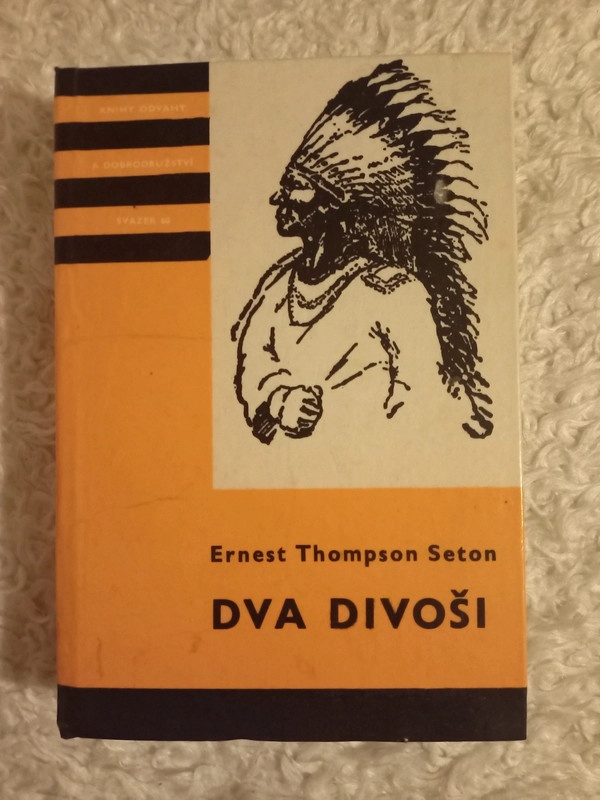 KNIHY ODVAHY
A DOBRODRUŽSTVÍ
SVAZEK
Ernest Thompson Seton
DVA DIVOŠI